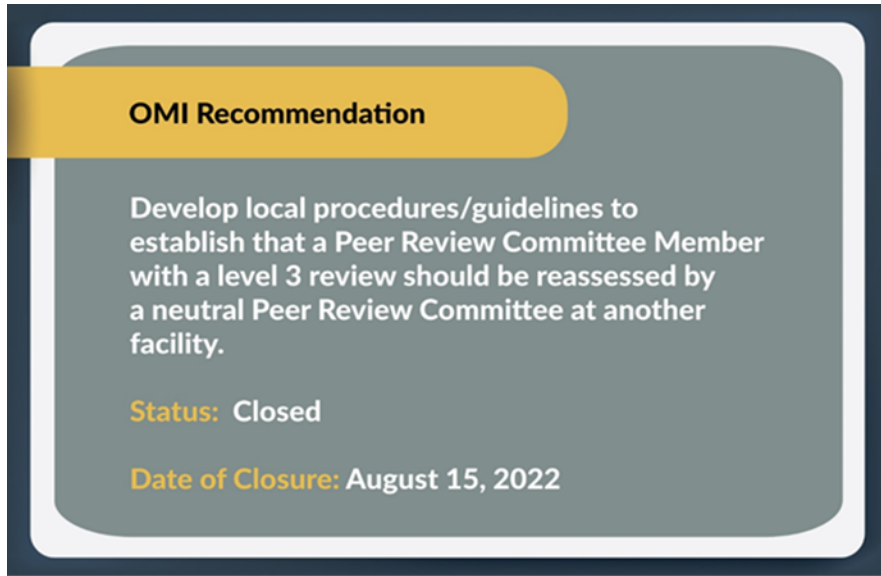 OMI Recommendation
Develop local procedures/guidelines to
establish that a Peer Review Committee Member
with a level 3 review should be reassessed by
a neutral Peer Review Committee at another
facility.
Status: Closed
Date of Closure: August 15, 2022